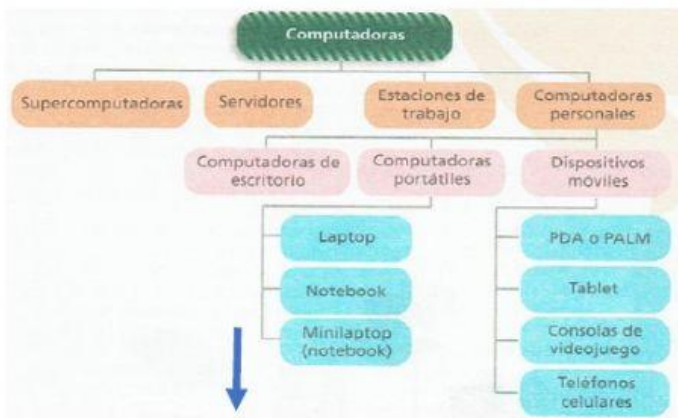 Computadoras
Supercomputadoras
Servidores
Estaciones de
trabajo
Computadoras
personales
Computadoras de
escritorio
Computadoras
portátiles
Dispositivos
móviles
Laptop
Notebook
Minilaptop
(notebook)
PDA o PALM
Tablet
Consolas de
videojuego
Teléfonos
celulares